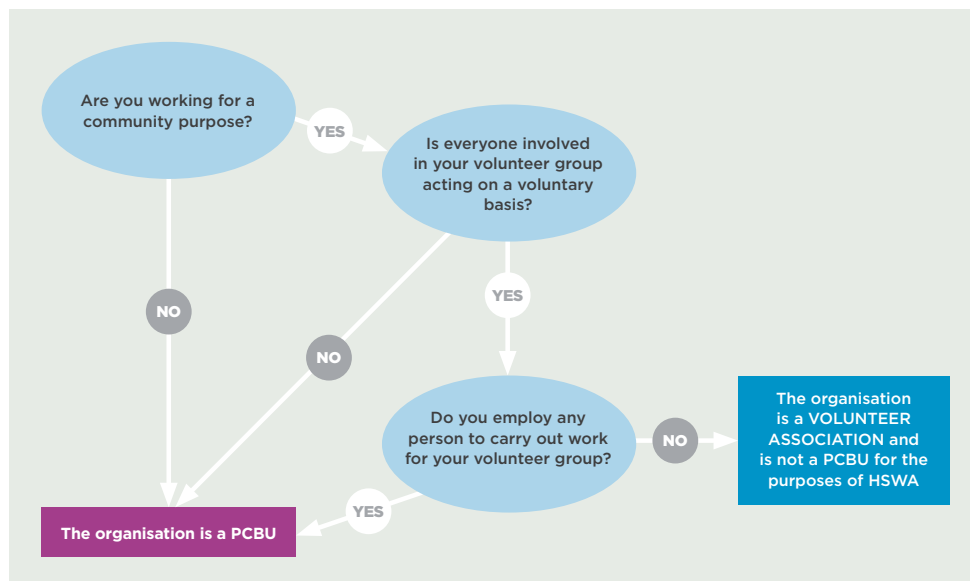 Are you working for a
community purpose?
YES
Is everyone involved
in your volunteer group
acting on a voluntary
basis?
NO
YES
NO
Do you employ any
person to carry out work
for your volunteer group?
NO
The organisation
is a VOLUNTEER
ASSOCIATION and
is not a PCBU for the
purposes of HSWA
YES
The organisation is a PCBU